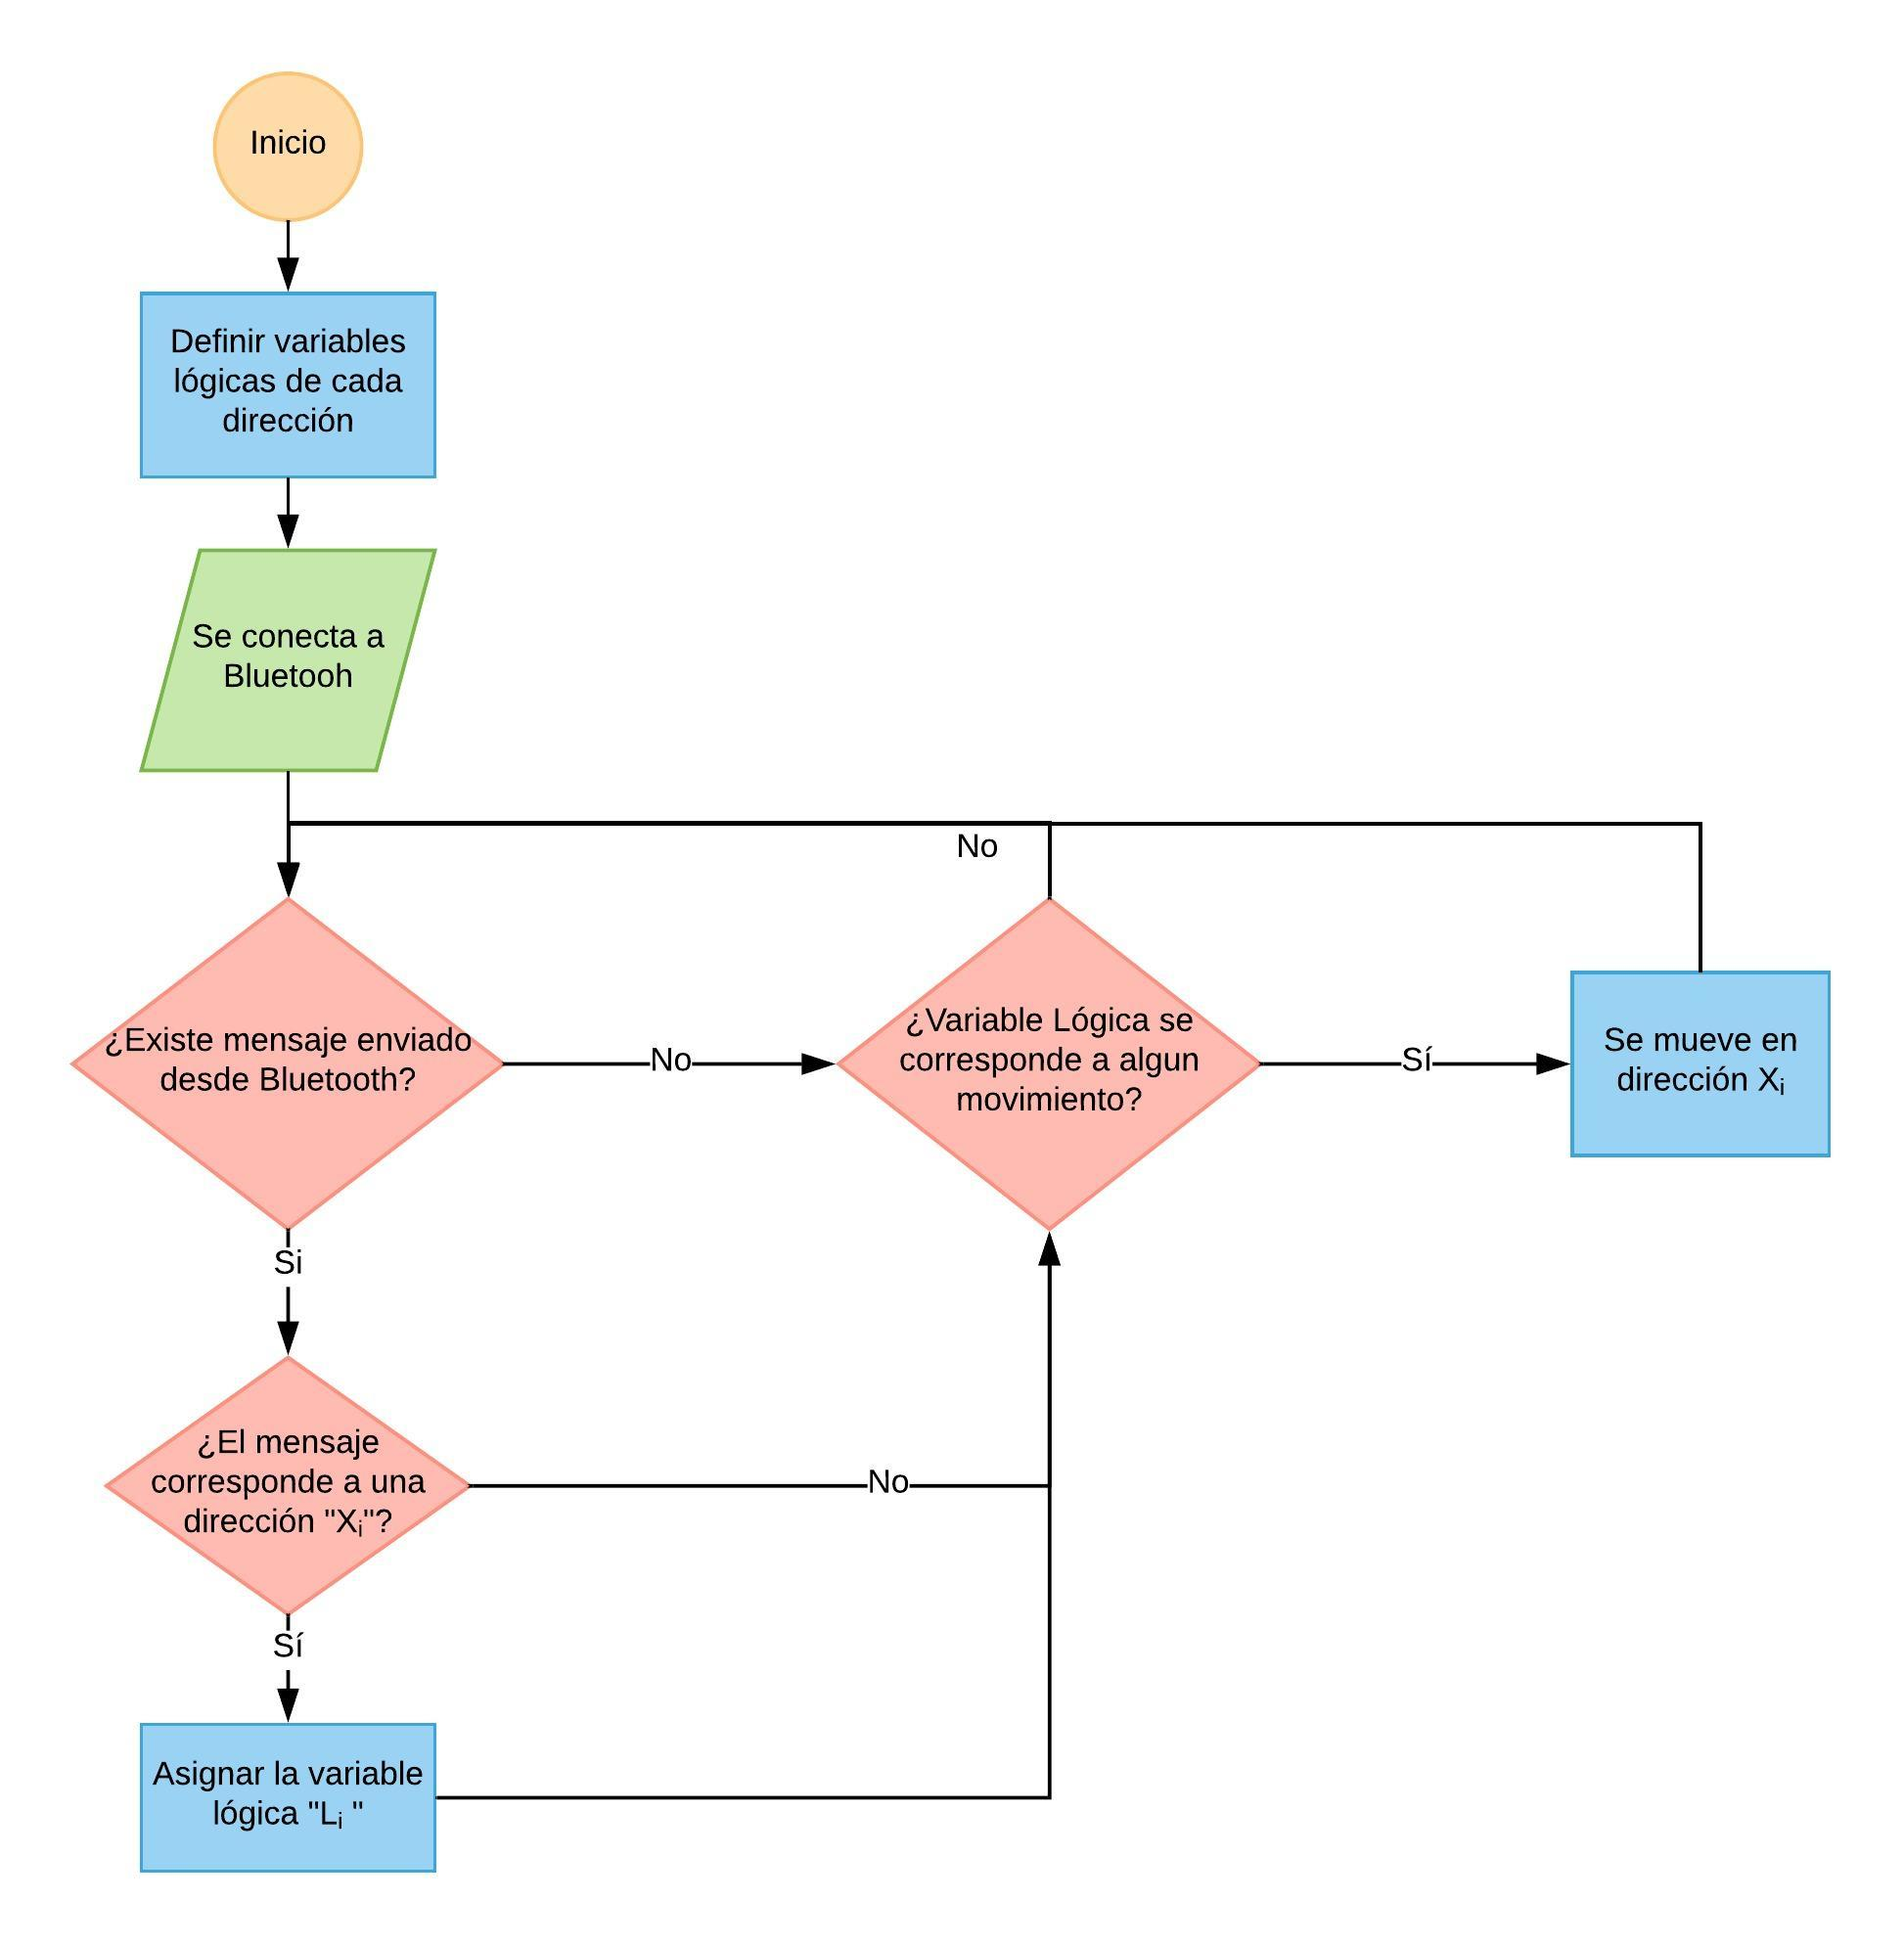 Inicio
Definir variables
lógicas de cada
dirección
Se conecta a
Bluetooh
No
¿Existe mensaje enviado
desde Bluetooth?
No
¿Variable Lógica se
corresponde a algun
movimiento?
Sí
Se mueve en
dirección Xᵢ
Si
¿El mensaje
corresponde a una
dirección "Xᵢ"?
No
Sí
Asignar la variable
lógica "Lᵢ "